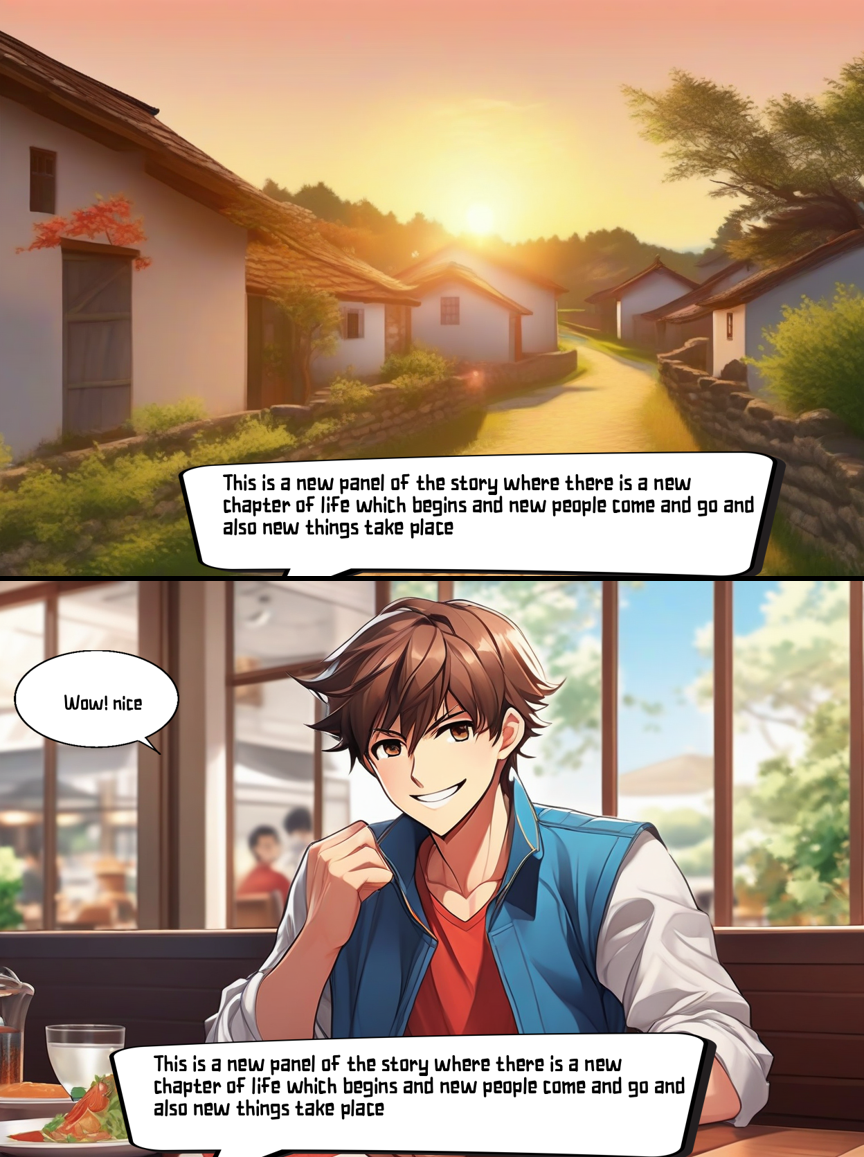 This is a new panel of the story where there is a new
chapter of life which begins and new people come and go and
also new things take place
Wow! nice
This is a new panel of the story where there is a new
chapter of life which begins and new people come and go and
also new things take place